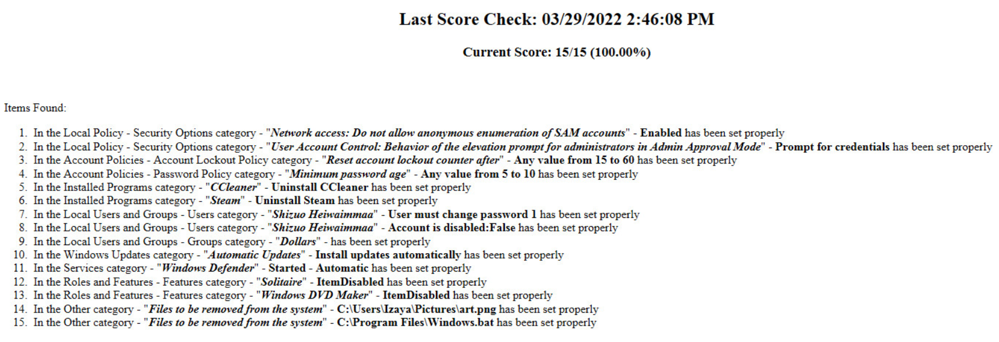 Last Score Check: 03/29/2022 2:46:08 PM
Current Score: 15/15 (100.00%)
Items Found:
1. In the Local Policy - Security Options category - "Network access: Do not allow anonymous enumeration of SAM accounts" - Enabled has been set properly
2. In the Local Policy - Security Options category - "User Account Control: Behavior of the elevation prompt for administrators in Admin Approval Mode" - Prompt for credentials has been set properly
3. In the Account Policies - Account Lockout Policy category - "Reset account lockout counter after" - Any value from 15 to 60 has been set properly
4. In the Account Policies - Password Policy category - "Minimum password age" - Any value from 5 to 10 has been set properly
5. In the Installed Programs category - "CCleaner" - Uninstall CCleaner has been set properly
6. In the Installed Programs category - "Steam" - Uninstall Steam has been set properly
7. In the Local Users and Groups - Users category - "Shizuo Heiwaimmaa" - User must change password 1 has been set properly
8. In the Local Users and Groups - Users category - "Shizuo Heiwaimmaa" - Account is disabled:False has been set properly
9. In the Local Users and Groups - Groups category - "Dollars" - has been set properly
10. In the Windows Updates category - "Automatic Updates" - Install updates automatically has been set properly
11. In the Services category - "Windows Defender" - Started - Automatic has been set properly
12. In the Roles and Features - Features category - "Solitaire" - ItemDisabled has been set properly
13. In the Roles and Features - Features category - "Windows DVD Maker" - ItemDisabled has been set properly
14. In the Other category - "Files to be removed from the system" - C:\Users\Izaya\Pictures\art.png has been set properly
15. In the Other category - "Files to be removed from the system" - C:\Program Files\Windows.bat has been set properly